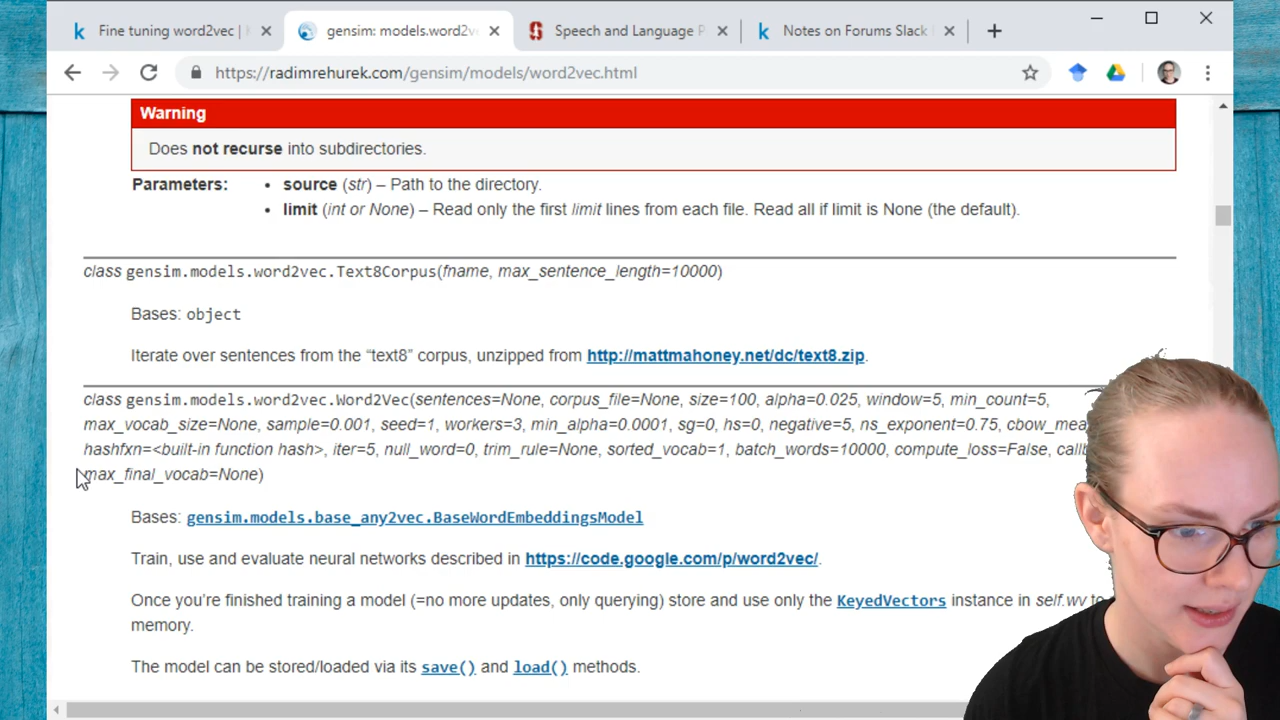 Fine tuning word2vec |
gensim: models.word2v
Speech and Language P
Notes on Forums Slack
https://radimrehurek.com/gensim/models/word2vec.html
Warning
Does not recurse into subdirectories.
Parameters: • source (str) – Path to the directory.
• limit (int or None) – Read only the first limit lines from each file. Read all if limit is None (the default).
class gensim.models.word2vec.Text8Corpus(fname, max_sentence_length=10000)
Bases: object
Iterate over sentences from the “text8” corpus, unzipped from http://mattmahoney.net/dc/text8.zip.
class gensim.models.word2vec.Word2Vec(sentences=None, corpus_file=None, size=100, alpha=0.025, window=5, min_count=5,
max_vocab_size=None, sample=0.001, seed=1, workers=3, min_alpha=0.0001, sg=0, hs=0, negative=5, ns_exponent=0.75, cbow_mea
hashfxn=<built-in function hash>, iter=5, null_word=0, trim_rule=None, sorted_vocab=1, batch_words=10000, compute_loss=False, callb
max_final_vocab=None)
Bases: gensim.models.base_any2vec.BaseWordEmbeddingsModel
Train, use and evaluate neural networks described in https://code.google.com/p/word2vec/.
Once you’re finished training a model (=no more updates, only querying) store and use only the KeyedVectors instance in self.wv to
memory.
The model can be stored/loaded via its save() and load() methods.